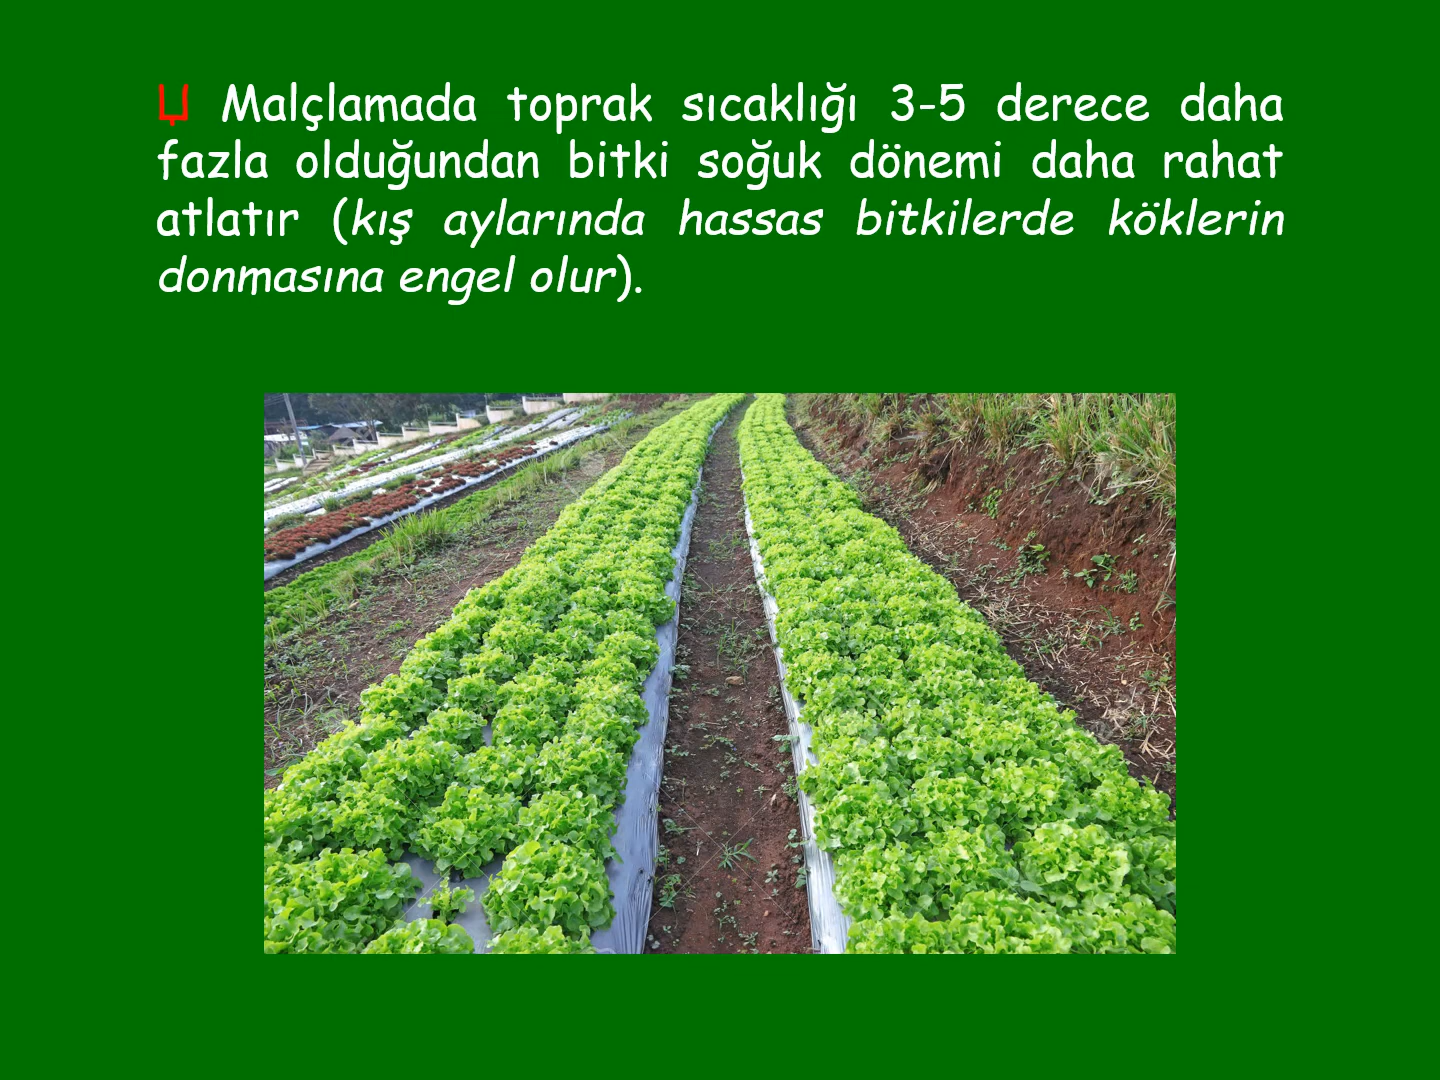 Џ Malçlamada toprak sıcaklığı 3-5 derece daha
fazla olduğundan bitki soğuk dönemi daha rahat
atlatır (kış aylarında hassas bitkilerde köklerin
donmasına engel olur).